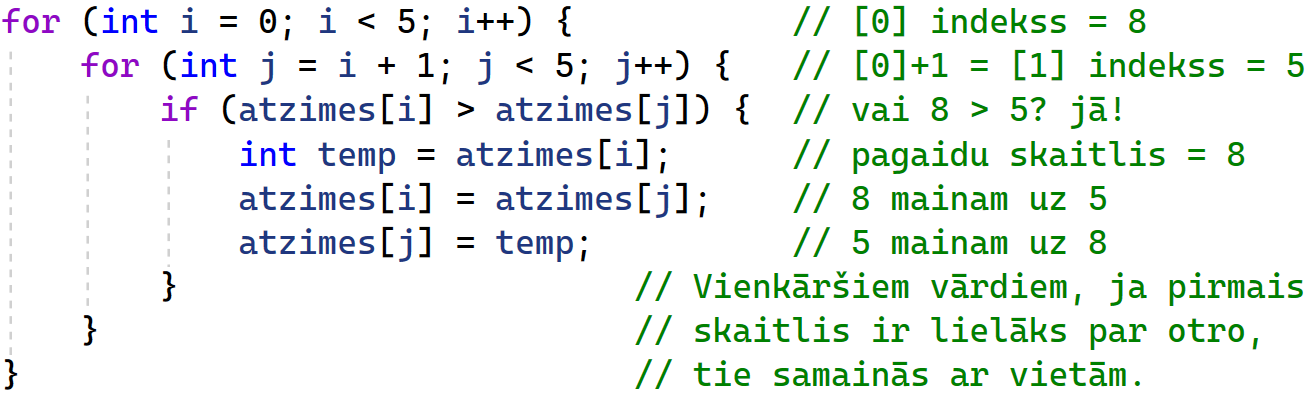 for (int i = 0; i < 5; i++) {           // [0] indekss = 8
    for (int j = i + 1; j < 5; j++) {   // [0]+1 = [1] indekss = 5
        if (atzimes[i] > atzimes[j]) {  // vai 8 > 5? jā!
            int temp = atzimes[i];      // pagaidu skaitlis = 8
            atzimes[i] = atzimes[j];    // 8 mainam uz 5
            atzimes[j] = temp;          // 5 mainam uz 8
        }                       // Vienkāršiem vārdiem, ja pirmais
    }                           // skaitlis ir lielāks par otro,
}                               // tie samainās ar vietām.